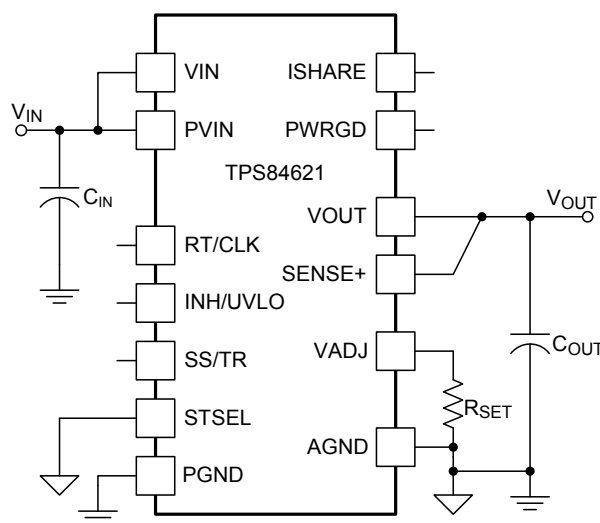 VIN
ISHARE
VIN
PVIN
PWRGD
TPS84621
CIN
VOUT
VOUT
RT/CLK
SENSE+
INH/UVLO
VADJ
COUT
SS/TR
RSET
STSEL
AGND
PGND